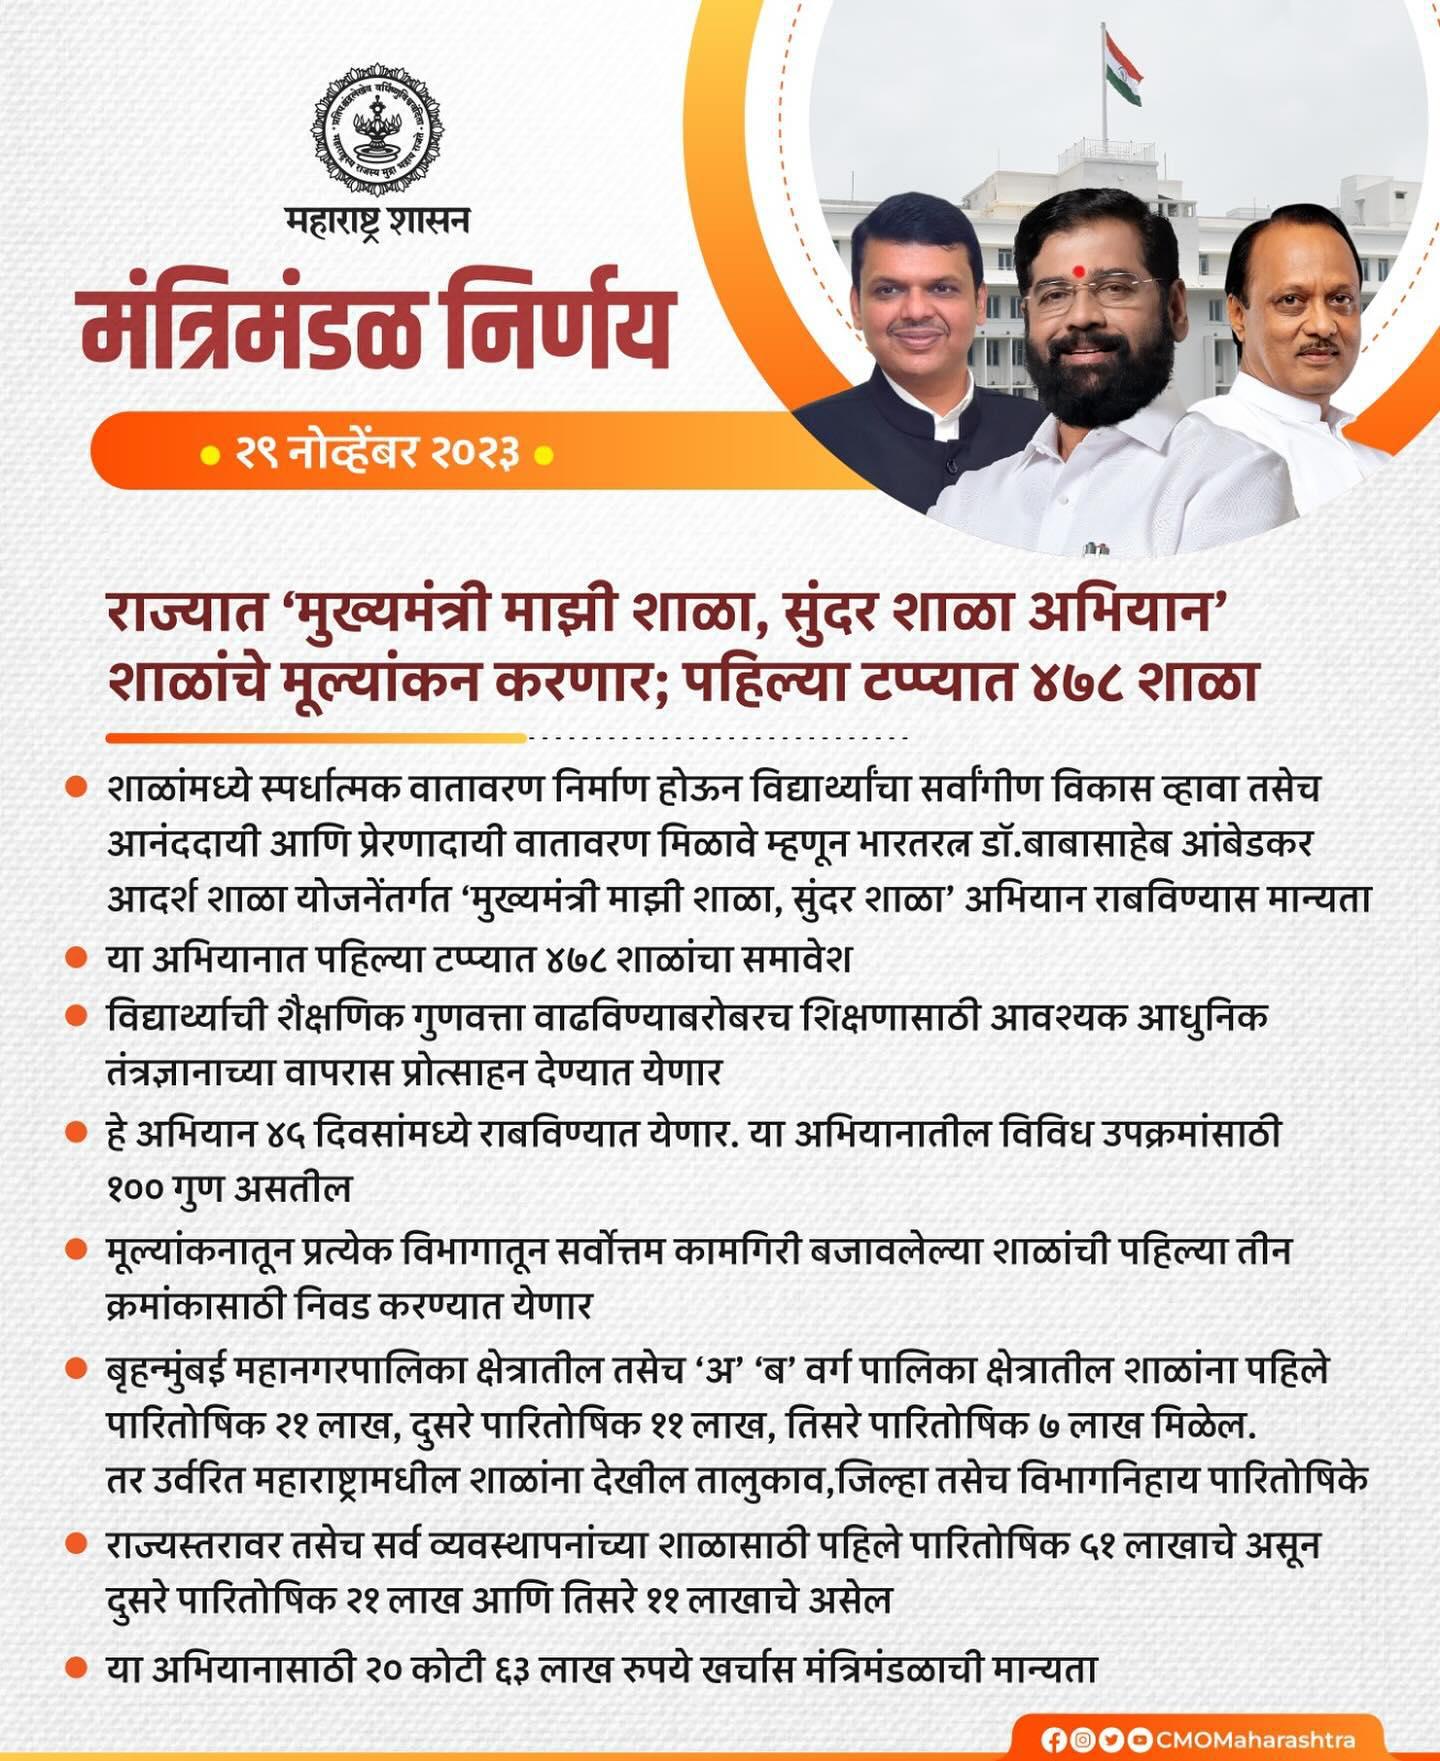 महाराष्ट्र शासन
मंत्रिमंडळ निर्णय
२९ नोव्हेंबर २०२३
राज्यात ‘मुख्यमंत्री माझी शाळा, सुंदर शाळा अभियान’
शाळांचे मूल्यांकन करणार; पहिल्या टप्प्यात ४७८ शाळा
शाळांमध्ये स्पर्धात्मक वातावरण निर्माण होऊन विद्यार्थ्यांचा सर्वांगीण विकास व्हावा तसेच
आनंददायी आणि प्रेरणादायी वातावरण मिळावे म्हणून भारतरत्न डॉ.बाबासाहेब आंबेडकर
आदर्श शाळा योजनेंतर्गत ‘मुख्यमंत्री माझी शाळा, सुंदर शाळा’ अभियान राबविण्यास मान्यता
या अभियानात पहिल्या टप्प्यात ४७८ शाळांचा समावेश
विद्यार्थ्याची शैक्षणिक गुणवत्ता वाढविण्याबरोबरच शिक्षणासाठी आवश्यक आधुनिक
तंत्रज्ञानाच्या वापरास प्रोत्साहन देण्यात येणार
हे अभियान ४५ दिवसांमध्ये राबविण्यात येणार. या अभियानातील विविध उपक्रमांसाठी
१०० गुण असतील
मूल्यांकनातून प्रत्येक विभागातून सर्वोत्तम कामगिरी बजावलेल्या शाळांची पहिल्या तीन
क्रमांकासाठी निवड करण्यात येणार
बृहन्मुंबई महानगरपालिका क्षेत्रातील तसेच ‘अ’ ‘ब’ वर्ग पालिका क्षेत्रातील शाळांना पहिले
पारितोषिक २१ लाख, दुसरे पारितोषिक ११ लाख, तिसरे पारितोषिक ७ लाख मिळेल.
तर उर्वरित महाराष्ट्रामधील शाळांना देखील तालुकाव,जिल्हा तसेच विभागनिहाय पारितोषिके
राज्यस्तरावर तसेच सर्व व्यवस्थापनांच्या शाळासाठी पहिले पारितोषिक ५१ लाखाचे असून
दुसरे पारितोषिक २१ लाख आणि तिसरे ११ लाखाचे असेल
या अभियानासाठी २० कोटी ६३ लाख रुपये खर्चास मंत्रिमंडळाची मान्यता
CMOMaharashtra